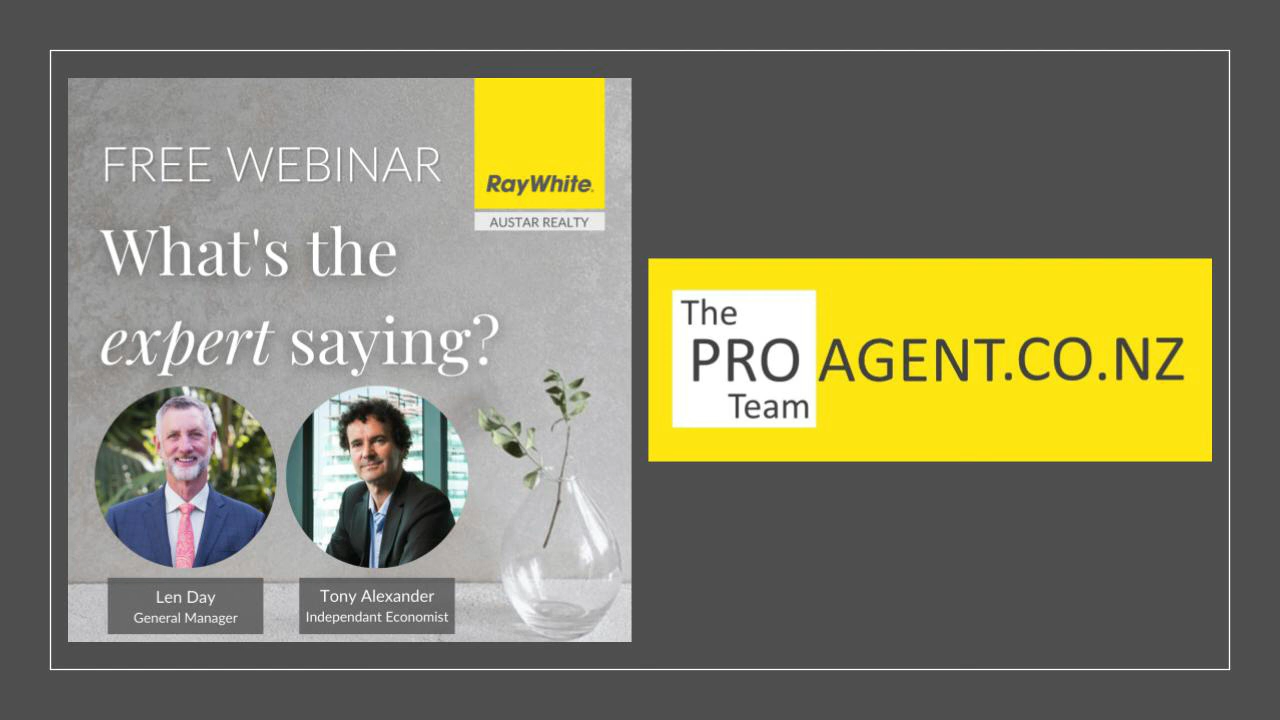 FREE WEBINAR
RayWhite.
AUSTAR REALTY
What's the
expert saying?
Len Day
General Manager
Tony Alexander
Independant Economist
The
PRO AGENT.CO.NZ
Team